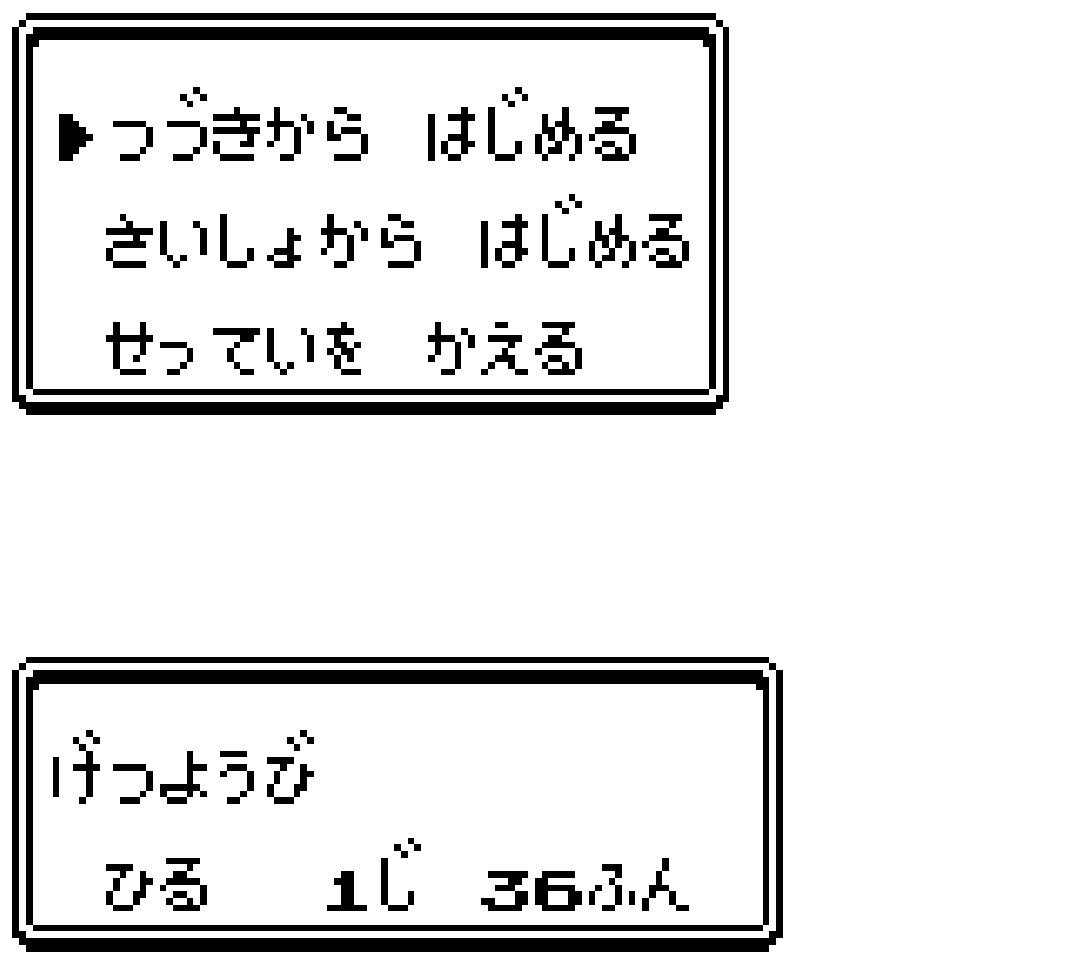 ▶つづきから はじめる
さいしょから はじめる
せっていを かえる
げつようび
ひる 1じ 36ふん